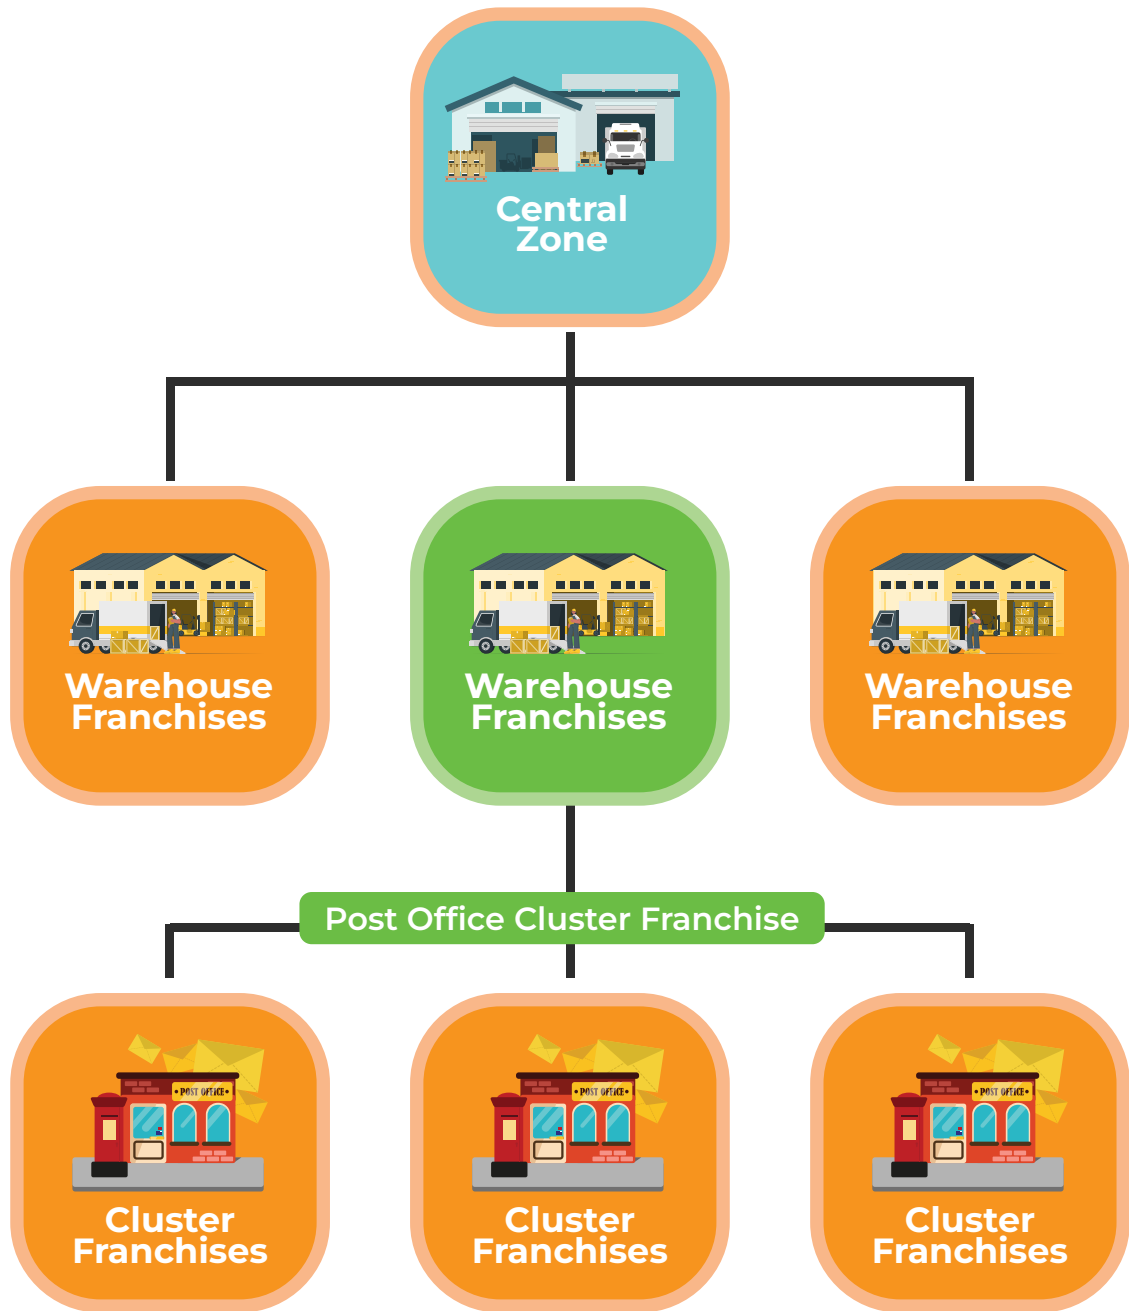 Central
Zone
Warehouse
Franchises
Warehouse
Franchises
Warehouse
Franchises
Post Office Cluster Franchise
POST OFFICE
POST OFFICE
POST OFFICE
Cluster
Franchises
Cluster
Franchises
Cluster
Franchises